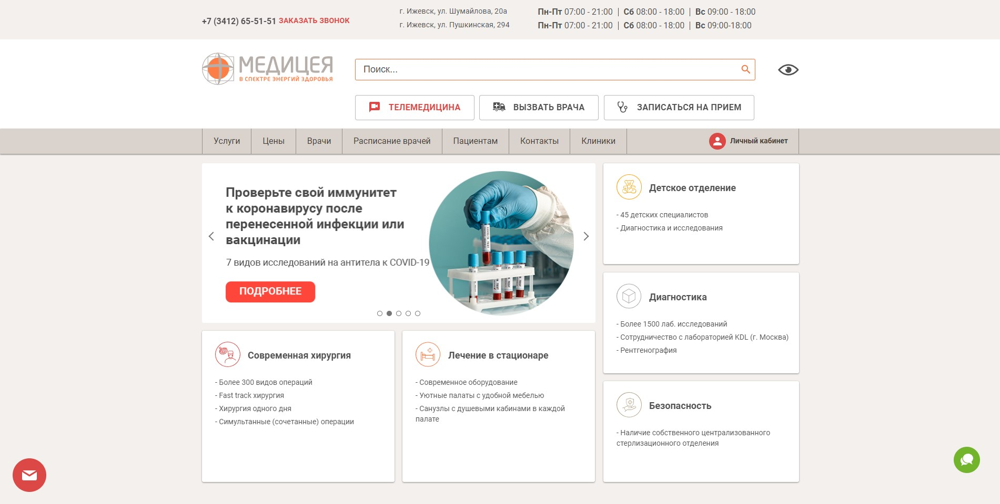 +7 (3412) 65-51-51 ЗАКАЗАТЬ ЗВОНОК
г. Ижевск, ул. Шумайлова, 20а
Пн-Пт 07:00 - 21:00 | Сб 08:00 - 18:00 | Вс 09:00 - 18:00
г. Ижевск, ул. Пушкинская, 294
Пн-Пт 07:00 - 21:00 | Сб 08:00 - 18:00 | Вс 09:00-18:00
МЕДИЦЕЯ
В СПЕКТРЕ ЭНЕРГИЙ ЗДОРОВЬЯ
Поиск...
ТЕЛЕМЕДИЦИНА
ВЫЗВАТЬ ВРАЧА
ЗАПИСАТЬСЯ НА ПРИЕМ
Услуги
Цены
Врачи
Расписание врачей
Пациентам
Контакты
Клиники
Личный кабинет
Проверьте свой иммунитет
к коронавирусу после
перенесенной инфекции или
вакцинации
7 видов исследований на антитела к COVID-19
ПОДРОБНЕЕ
Детское отделение
- 45 детских специалистов
- Диагностика и исследования
Диагностика
- Более 1500 лаб. исследований
- Сотрудничество с лабораторией KDL (г. Москва)
- Рентгенография
Современная хирургия
- Более 300 видов операций
- Fast track хирургия
- Хирургия одного дня
- Симультанные (сочетанные) операции
Лечение в стационаре
- Современное оборудование
- Уютные палаты с удобной мебелью
- Санузлы с душевыми кабинами в каждой
палате
Безопасность
- Наличие собственного централизованного
стерлизационного отделения